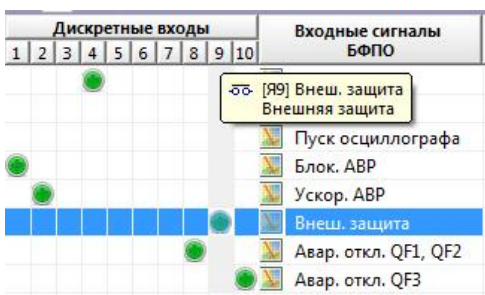 Дискретные входы
Входные сигналы
БФПО
1 2 3 4 5 6 7 8 9 10
[Я9] Внеш. защита
Внешняя защита
Пуск осциллографа
Блок. АВР
Ускор. АВР
Внеш. защита
Авар. откл. QF1, QF2
Авар. откл. QF3